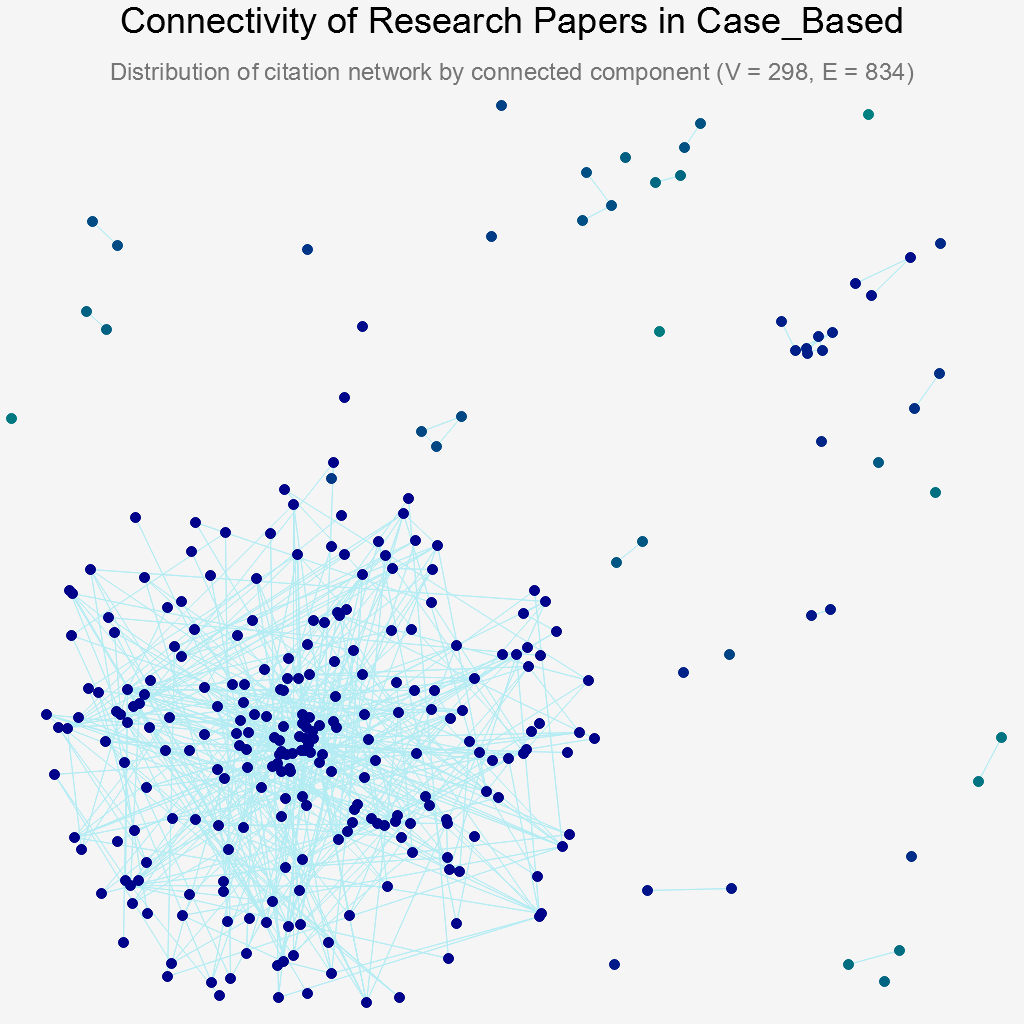 Connectivity of Research Papers in Case_Based
Distribution of citation network by connected component (V = 298, E = 834)